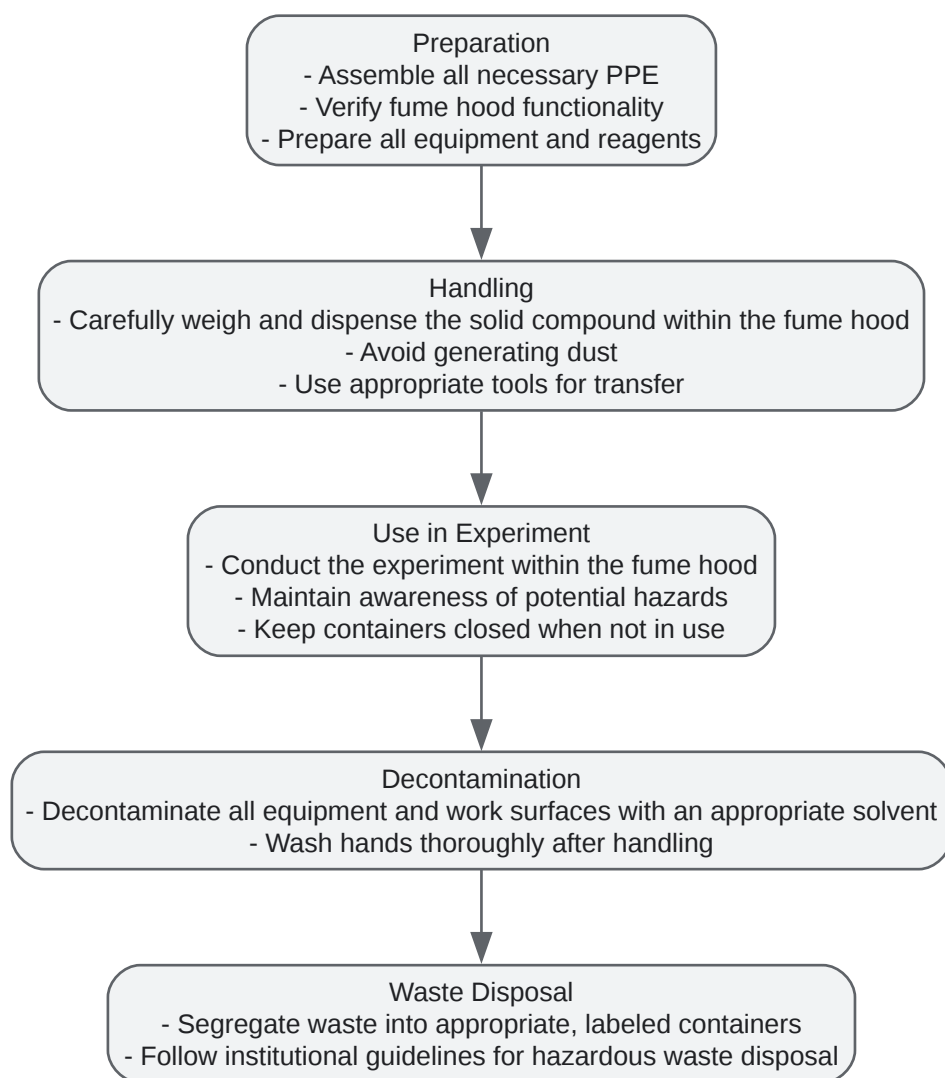 Preparation
- Assemble all necessary PPE
- Verify fume hood functionality
- Prepare all equipment and reagents
Handling
- Carefully weigh and dispense the solid compound within the fume hood
- Avoid generating dust
- Use appropriate tools for transfer
Use in Experiment
- Conduct the experiment within the fume hood
- Maintain awareness of potential hazards
- Keep containers closed when not in use
Decontamination
- Decontaminate all equipment and work surfaces with an appropriate solvent
- Wash hands thoroughly after handling
Waste Disposal
- Segregate waste into appropriate, labeled containers
- Follow institutional guidelines for hazardous waste disposal